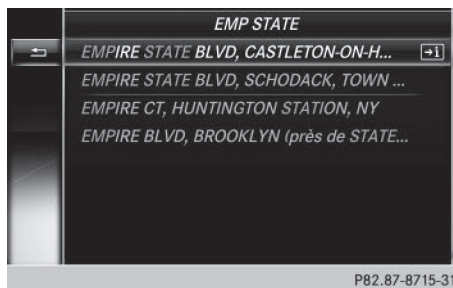 EMP STATE
EMPIRE STATE BLVD, CASTLETON-ON-H...
EMPIRE STATE BLVD, SCHODACK, TOWN ...
EMPIRE CT, HUNTINGTON STATION, NY
EMPIRE BLVD, BROOKLYN (près de STATE...
P82.87-8715-31